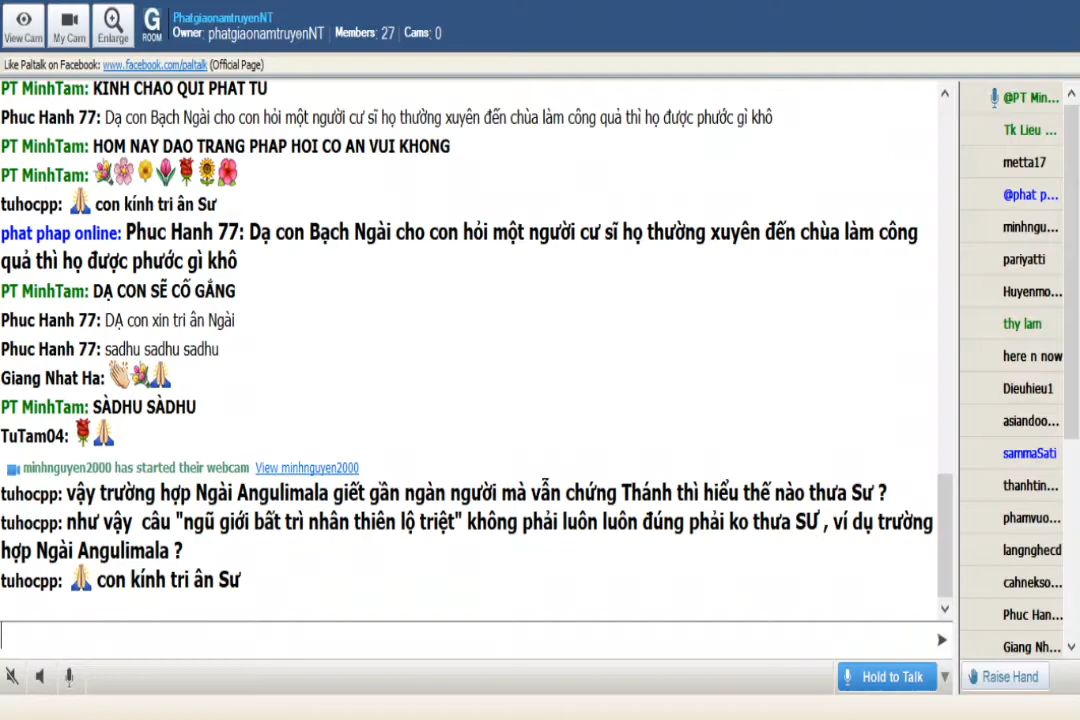 View Cam
My Cam
Enlarge
G
ROOM
PhatgiaonamtruyenNT
Owner: phatgiaonamtruyenNT | Members: 27 | Cams: 0
Like Paltalk on Facebook: www.facebook.com/paltalk (Official Page)
PT MinhTam: KINH CHAO QUI PHAT TU
Phuc Hanh 77: Dạ con Bạch Ngài cho con hỏi một người cư sĩ họ thường xuyên đến chùa làm công quả thì họ được phước gì khô
PT MinhTam: HOM NAY DAO TRANG PHAP HOI CO AN VUI KHONG
PT MinhTam:
tuhocpp: con kính tri ân Sư
phat phap online: Phuc Hanh 77: Dạ con Bạch Ngài cho con hỏi một người cư sĩ họ thường xuyên đến chùa làm công
quả thì họ được phước gì khô
PT MinhTam: DẠ CON SẼ CỐ GẮNG
Phuc Hanh 77: DẠ con xin tri ân Ngài
Phuc Hanh 77: sadhu sadhu sadhu
Giang Nhat Ha:
PT MinhTam: SÀDHU SÀDHU
TuTam04:
minhnguyen2000 has started their webcam View minhnguyen2000
tuhocpp: vậy trường hợp Ngài Angulimala giết gần ngàn người mà vẫn chứng Thánh thì hiểu thế nào thưa Sư ?
tuhocpp: như vậy câu "ngũ giới bất trì nhân thiên lộ triệt" không phải luôn luôn đúng phải ko thưa SƯ , ví dụ trường
hợp Ngài Angulimala ?
tuhocpp: con kính tri ân Sư
@PT Min...
Tk Lieu ...
metta17
@phat p...
minhngu...
pariyatti
Huyenmo...
thy lam
here n now
Dieuhieu1
asiandoo...
sammaSati
thanhtin...
phamvuo...
langnghecd
cahnekso...
Phuc Han...
Giang Nh...
Hold to Talk
Raise Hand